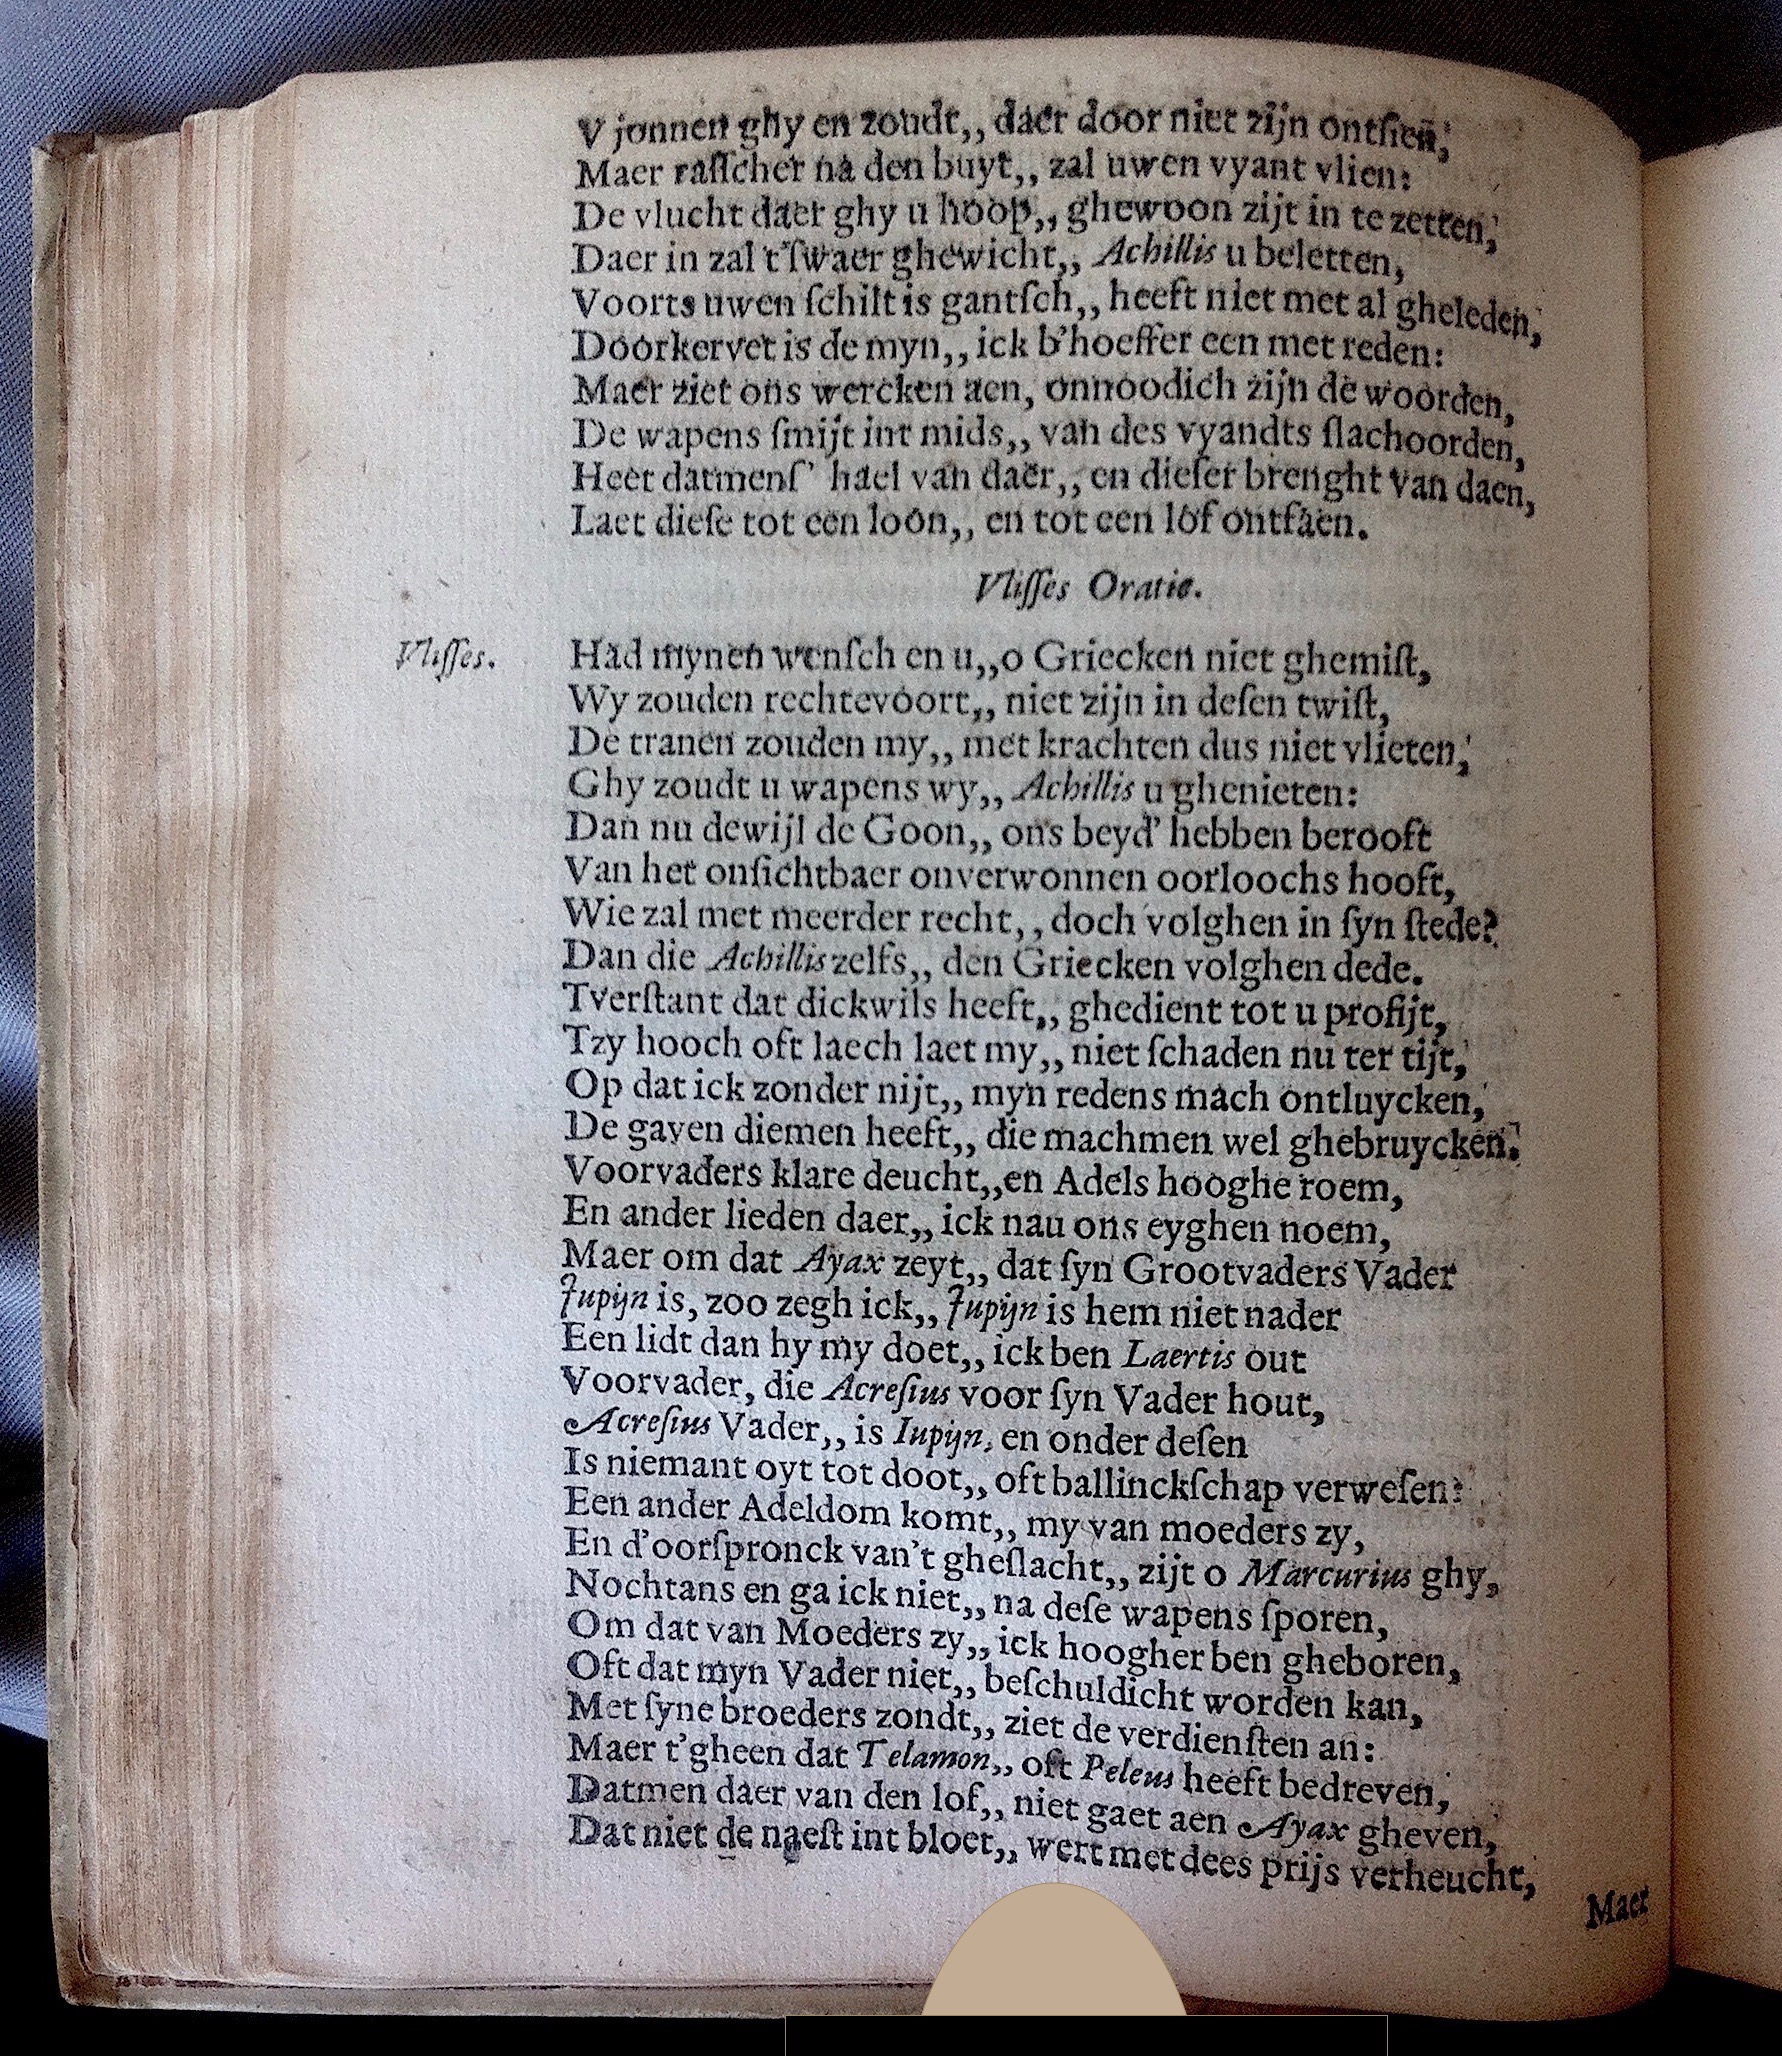 V jonnen ghy en zoudt,, daer door niet zijn ontsien,
Maer rasscher na den buyt,, zal uwen vyant vlien:
De vlucht daer ghy u hoop,, ghewoon zijt in te zetten,
Daer in zal t'ſwaer ghewicht,, Achillis u beletten,
Voorts uwen ſchilt is gantſch,, heeft niet met al gheleden,
Doorkervet is de myn,, ick b'hoeffer een met reden:
Maer ziet ons wercken aen, onnoodich zijn de woorden,
De wapens ſmijt int mids,, van des vyandts ſlachoorden,
Heet datmenſ' hael van daer,, en dieſer brenght van daen,
Laet dieſe tot een loon,, en tot een lof ontfaen.
Vliſſes Oratie.
Vliſſes. Had mynen wenſch en u,,o Griecken niet ghemiſt,
Wy zouden rechtevoort,, niet zijn in deſen twiſt,
De tranen zouden my,, met krachten dus niet vlieten,
Ghy zoudt u wapens wy,, Achillis u ghenieten:
Dan nu dewijl de Goon,, ons beyd' hebben berooft
Van het onſichtbaer onverwonnen oorloochs hooft,
Wie zal met meerder recht,, doch volghen in ſyn ſtede?
Dan die Achillis zelfs,, den Griecken volghen dede.
Tverſtant dat dickwils heeft,, ghedient tot u profijt,
Tzy hooch oft laech laet my,, niet ſchaden nu ter tijt,
Op dat ick zonder nijt,, myn redens mach ontluycken,
De gaven diemen heeft,, die machmen wel ghebruycken.
Voorvaders klare deucht,,en Adels hooghe roem,
En ander lieden daer,, ick nau ons eyghen noem,
Maer om dat Ayax zeyt,, dat ſyn Grootvaders Vader
Jupijn is, zoo zegh ick,, Jupijn is hem niet nader
Een lidt dan hy my doet,, ick ben Laertis out
Voorvader, die Acreſius voor ſyn Vader hout,
Acreſius Vader,, is Iupijn, en onder deſen
Is niemant oyt tot doot,, oft ballinckſchap verweſen:
Een ander Adeldom komt,, my van moeders zy,
En d'oorſpronck van't gheſlacht,, zijt o Marcurius ghy,
Nochtans en ga ick niet,, na deſe wapens ſporen,
Om dat van Moeders zy,, ick hoogher ben gheboren,
Oft dat myn Vader niet,, beſchuldicht worden kan,
Met ſyne broeders zondt,, ziet de verdienſten an:
Maer t'gheen dat Telamon,, oft Peleus heeft bedreven,
Datmen daer van den lof,, niet gaet aen Ayax gheven,
Dat niet de naeſt int bloet,, wert met dees prijs verheucht,
Maer